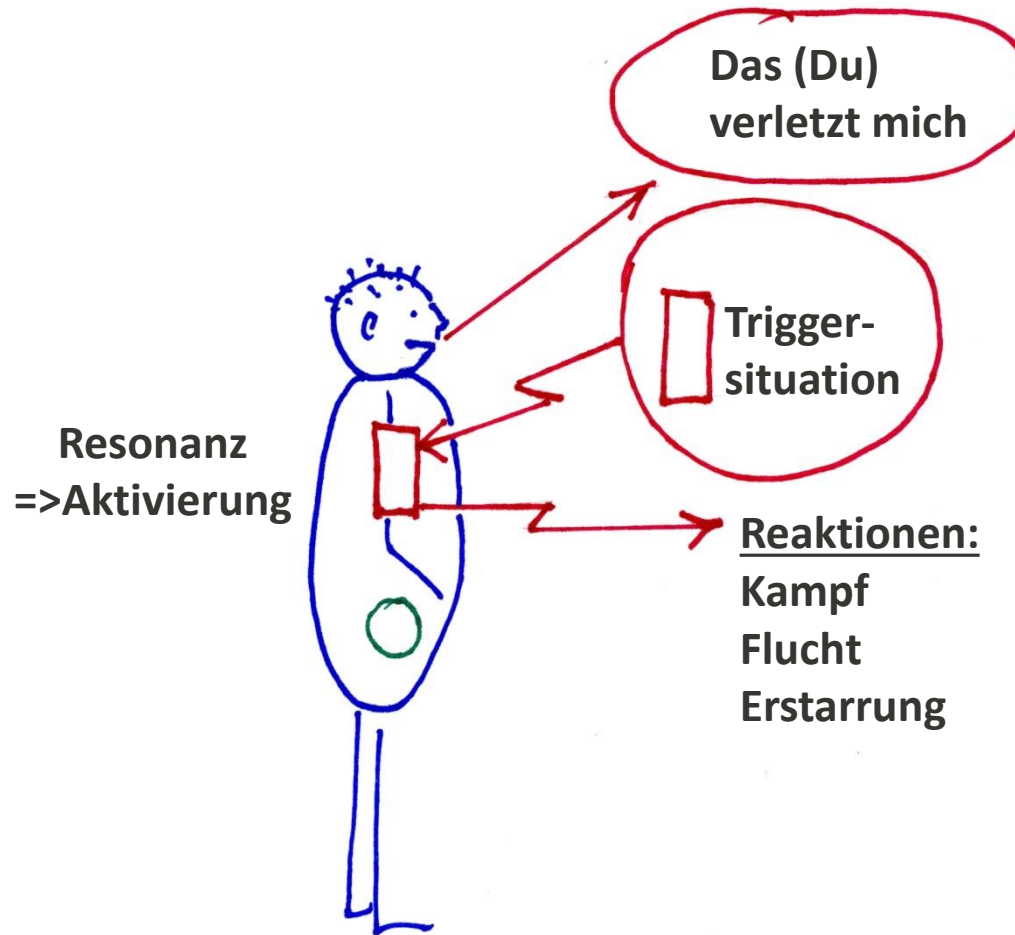 Das (Du)
verletzt mich
Trigger-
situation
Resonanz
=>Aktivierung
Reaktionen:
Kampf
Flucht
Erstarrung